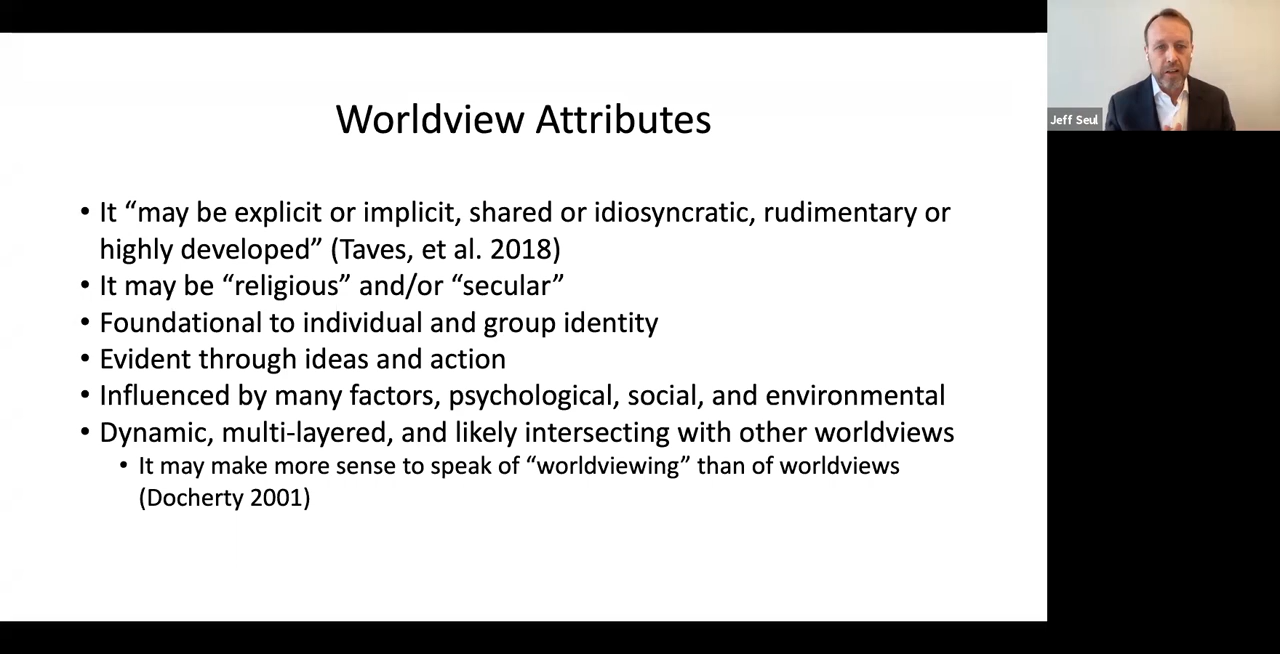 Worldview Attributes
• It “may be explicit or implicit, shared or idiosyncratic, rudimentary or
highly developed” (Taves, et al. 2018)
• It may be “religious” and/or “secular”
• Foundational to individual and group identity
• Evident through ideas and action
• Influenced by many factors, psychological, social, and environmental
• Dynamic, multi-layered, and likely intersecting with other worldviews
• It may make more sense to speak of “worldviewing” than of worldviews
(Docherty 2001)
Jeff Seul